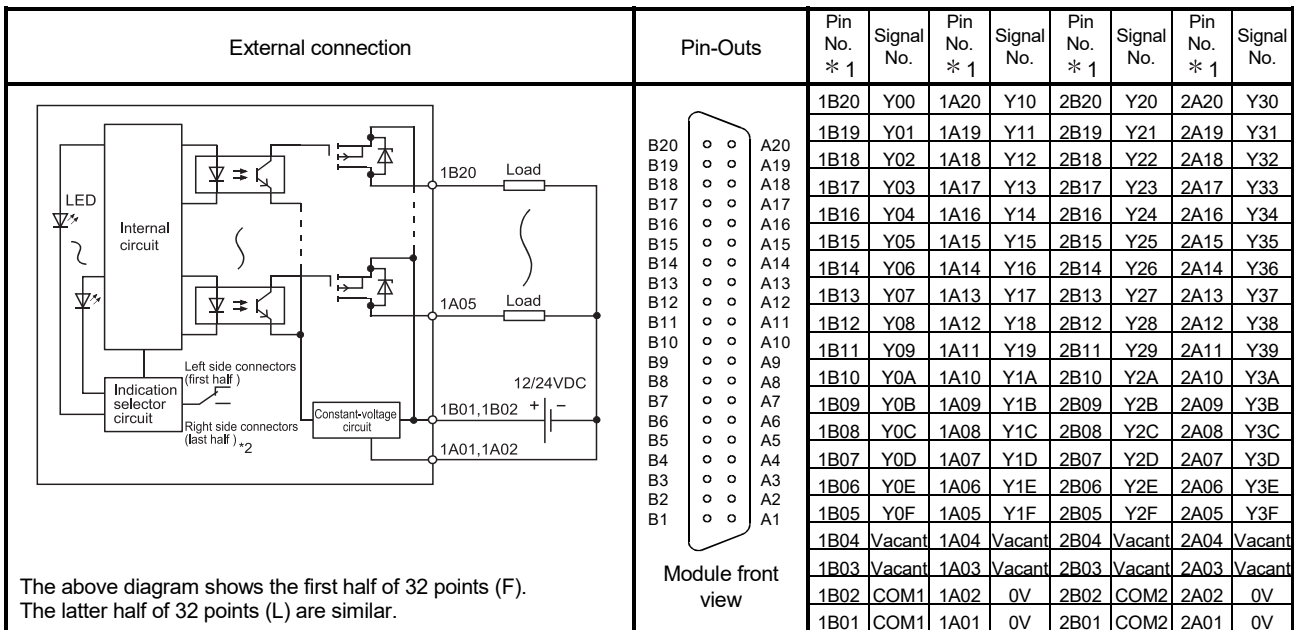 External connection
Pin-Outs
Pin No. ＊1 Signal No. Pin No. ＊1 Signal No. Pin No. ＊1 Signal No. Pin No. ＊1 Signal No.
LED
Internal circuit
1B20
Load
1A05
Load
Indication selector circuit
Left side connectors (first half)
Right side connectors (last half) *2
Constant-voltage circuit
12/24VDC
1B01,1B02 + −
1A01,1A02
The above diagram shows the first half of 32 points (F).
The latter half of 32 points (L) are similar.
B20 A20
B19 A19
B18 A18
B17 A17
B16 A16
B15 A15
B14 A14
B13 A13
B12 A12
B11 A11
B10 A10
B9 A9
B8 A8
B7 A7
B6 A6
B5 A5
B4 A4
B3 A3
B2 A2
B1 A1
Module front view
1B20 Y00 1A20 Y10 2B20 Y20 2A20 Y30
1B19 Y01 1A19 Y11 2B19 Y21 2A19 Y31
1B18 Y02 1A18 Y12 2B18 Y22 2A18 Y32
1B17 Y03 1A17 Y13 2B17 Y23 2A17 Y33
1B16 Y04 1A16 Y14 2B16 Y24 2A16 Y34
1B15 Y05 1A15 Y15 2B15 Y25 2A15 Y35
1B14 Y06 1A14 Y16 2B14 Y26 2A14 Y36
1B13 Y07 1A13 Y17 2B13 Y27 2A13 Y37
1B12 Y08 1A12 Y18 2B12 Y28 2A12 Y38
1B11 Y09 1A11 Y19 2B11 Y29 2A11 Y39
1B10 Y0A 1A10 Y1A 2B10 Y2A 2A10 Y3A
1B09 Y0B 1A09 Y1B 2B09 Y2B 2A09 Y3B
1B08 Y0C 1A08 Y1C 2B08 Y2C 2A08 Y3C
1B07 Y0D 1A07 Y1D 2B07 Y2D 2A07 Y3D
1B06 Y0E 1A06 Y1E 2B06 Y2E 2A06 Y3E
1B05 Y0F 1A05 Y1F 2B05 Y2F 2A05 Y3F
1B04 Vacant 1A04 Vacant 2B04 Vacant 2A04 Vacant
1B03 Vacant 1A03 Vacant 2B03 Vacant 2A03 Vacant
1B02 COM1 1A02 0V 2B02 COM2 2A02 0V
1B01 COM1 1A01 0V 2B01 COM2 2A01 0V